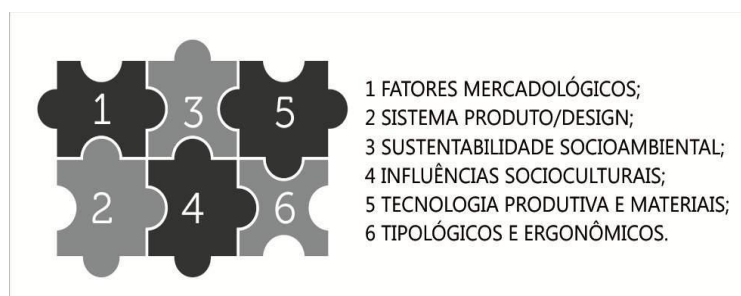 1 3 5
2 4 6
1 FATORES MERCADOLÓGICOS;
2 SISTEMA PRODUTO/DESIGN;
3 SUSTENTABILIDADE SOCIOAMBIENTAL;
4 INFLUÊNCIAS SOCIOCULTURAIS;
5 TECNOLOGIA PRODUTIVA E MATERIAIS;
6 TIPOLÓGICOS E ERGONÔMICOS.